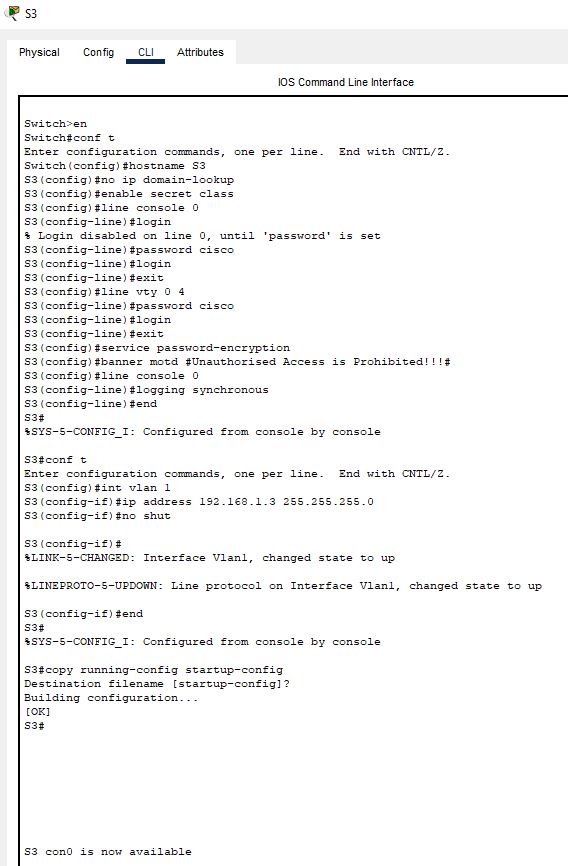 S3
Physical Config CLI Attributes
IOS Command Line Interface
Switch>en
Switch#conf t
Enter configuration commands, one per line.  End with CNTL/Z.
Switch(config)#hostname S3
S3(config)#no ip domain-lookup
S3(config)#enable secret class
S3(config)#line console 0
S3(config-line)#login
% Login disabled on line 0, until 'password' is set
S3(config-line)#password cisco
S3(config-line)#login
S3(config-line)#exit
S3(config)#line vty 0 4
S3(config-line)#password cisco
S3(config-line)#login
S3(config-line)#exit
S3(config)#service password-encryption
S3(config)#banner motd #Unauthorised Access is Prohibited!!!#
S3(config)#line console 0
S3(config-line)#logging synchronous
S3(config-line)#end
S3#
%SYS-5-CONFIG_I: Configured from console by console
S3#conf t
Enter configuration commands, one per line.  End with CNTL/Z.
S3(config)#int vlan 1
S3(config-if)#ip address 192.168.1.3 255.255.255.0
S3(config-if)#no shut
S3(config-if)#
%LINK-5-CHANGED: Interface Vlan1, changed state to up
%LINEPROTO-5-UPDOWN: Line protocol on Interface Vlan1, changed state to up
S3(config-if)#end
S3#
%SYS-5-CONFIG_I: Configured from console by console
S3#copy running-config startup-config
Destination filename [startup-config]?
Building configuration...
[OK]
S3#
S3 con0 is now available